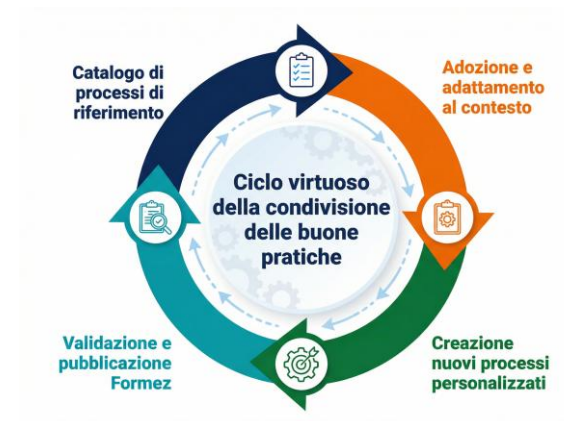 Catalogo di
processi di
riferimento
Adozione e
adattamento
al contesto
Ciclo virtuoso
della condivisione
delle buone
pratiche
Validazione e
pubblicazione
Formez
Creazione
nuovi processi
personalizzati